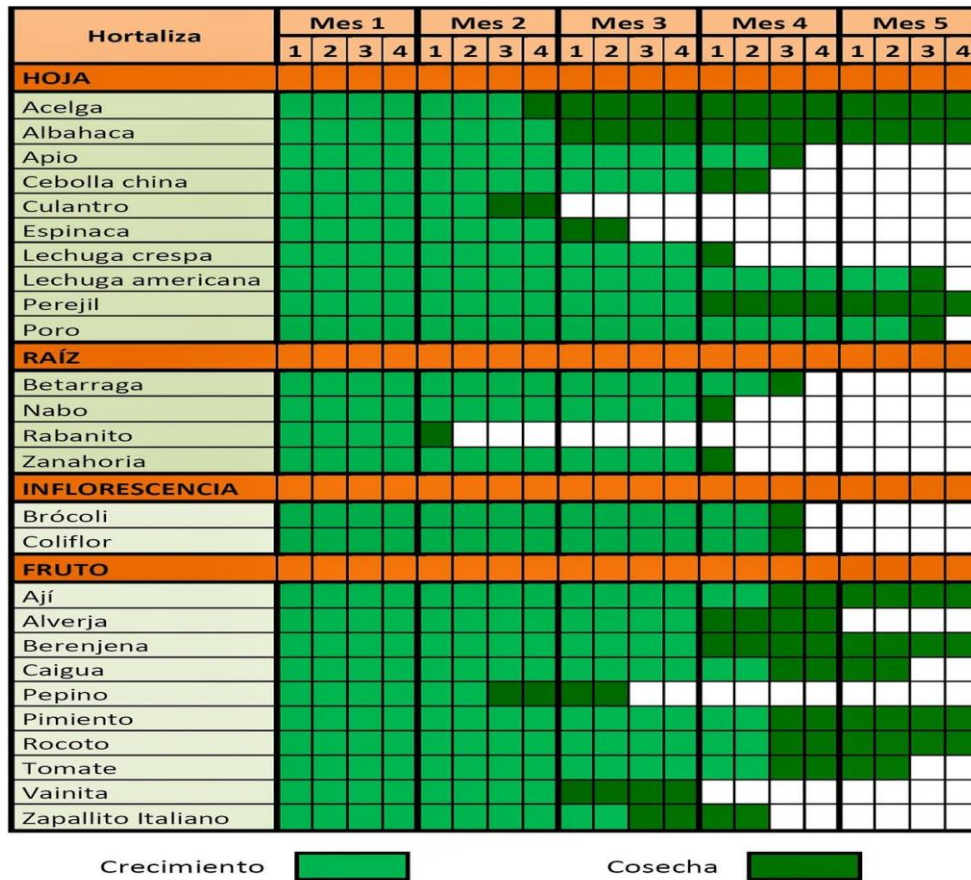 Hortaliza Mes 1 Mes 2 Mes 3 Mes 4 Mes 5
1 2 3 4 1 2 3 4 1 2 3 4 1 2 3 4 1 2 3 4
HOJA
Acelga
Albahaca
Apio
Cebolla china
Culantro
Espinaca
Lechuga crespa
Lechuga americana
Perejil
Poro
RAÍZ
Betarraga
Nabo
Rabanito
Zanahoria
INFLORESCENCIA
Brócoli
Coliflor
FRUTO
Ají
Alverja
Berenjena
Caigua
Pepino
Pimiento
Rocoto
Tomate
Vainita
Zapallito Italiano
Crecimiento Cosecha